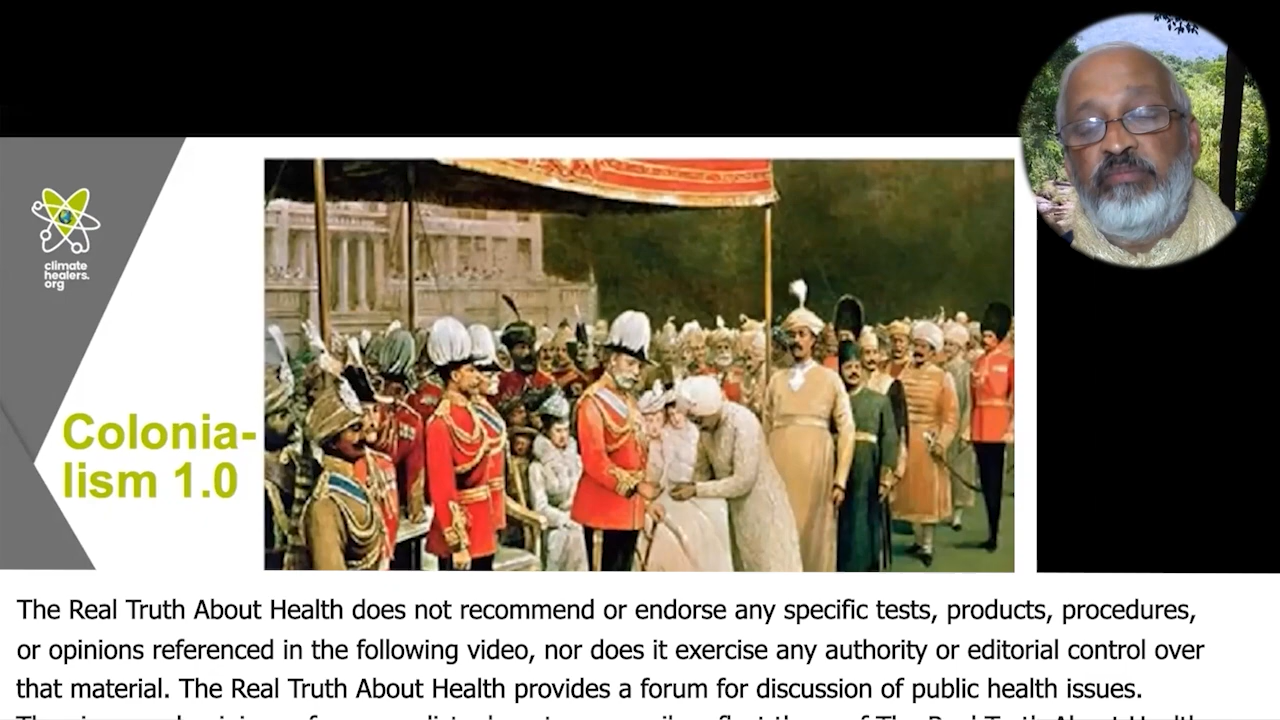 climate
healers.
org
Colonia-
lism 1.0
The Real Truth About Health does not recommend or endorse any specific tests, products, procedures,
or opinions referenced in the following video, nor does it exercise any authority or editorial control over
that material. The Real Truth About Health provides a forum for discussion of public health issues.